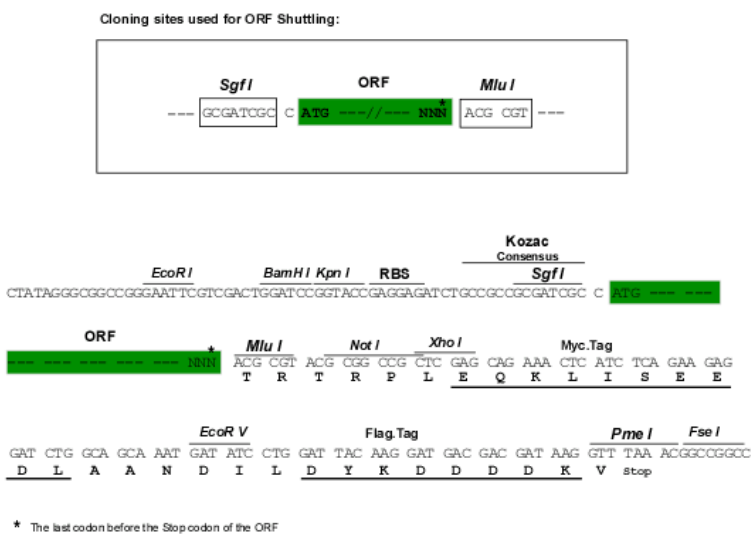 Cloning sites used for ORF Shuttling:
Sgf I ORF Mlu I
--- GCGATCGC C ATG ---//--- NNN* ACG CGT ---
Kozac
Consensus
EcoR I BamH I Kpn I RBS Sgf I
CTATAGGGCGGCCGGGAATTCGTCGACTGGATCCGGTACCGAGGAGATCTGCCGCCGCGATCGC C ATG --- ---
ORF
Mlu I Not I Xho I Myc.Tag
--- --- --- --- --- --- NNN* ACG CGT ACG CGG CCG CTC GAG CAG AAA CTC ATC TCA GAA GAG
T R T R P L E Q K L I S E E
EcoR V Flag.Tag Pme I Fse I
GAT CTG GCA GCA AAT GAT ATC CTG GAT TAC AAG GAT GAC GAC GAT AAG GTT TAA ACGGCCGGCC
D L A A N D I L D Y K D D D D K V Stop
* The last codon before the Stop codon of the ORF